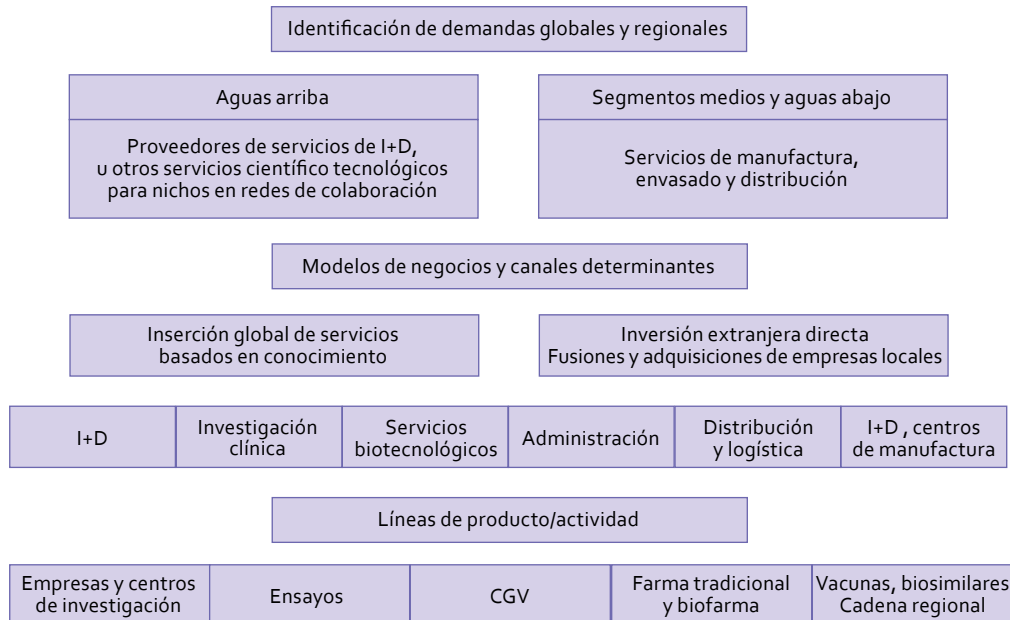 Identificación de demandas globales y regionales
Aguas arriba
Proveedores de servicios de I+D,
u otros servicios científico tecnológicos
para nichos en redes de colaboración
Segmentos medios y aguas abajo
Servicios de manufactura,
envasado y distribución
Modelos de negocios y canales determinantes
Inserción global de servicios
basados en conocimiento
Inversión extranjera directa
Fusiones y adquisiciones de empresas locales
I+D
Investigación
clínica
Servicios
biotecnológicos
Administración
Distribución
y logística
I+D , centros
de manufactura
Líneas de producto/actividad
Empresas y centros
de investigación
Ensayos
CGV
Farma tradicional
y biofarma
Vacunas, biosimilares
Cadena regional